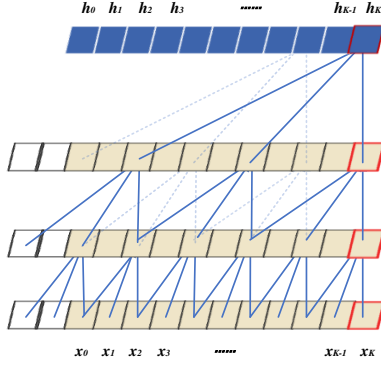 h₀ h₁ h₂ h₃ ...... hK-1 hK
x₀ x₁ x₂ x₃ ...... xK-1 xK